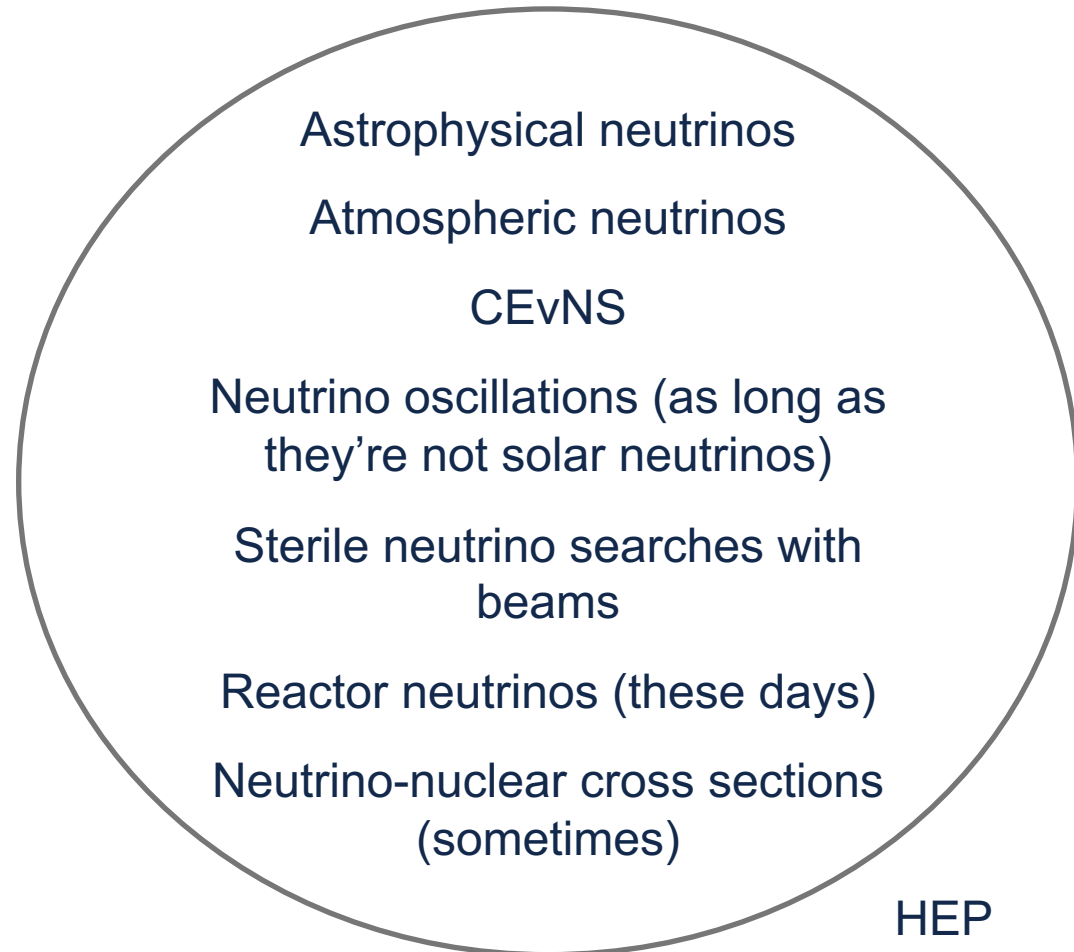 Astrophysical neutrinos
Atmospheric neutrinos
CEvNS
Neutrino oscillations (as long as
they’re not solar neutrinos)
Sterile neutrino searches with
beams
Reactor neutrinos (these days)
Neutrino-nuclear cross sections
(sometimes)
HEP